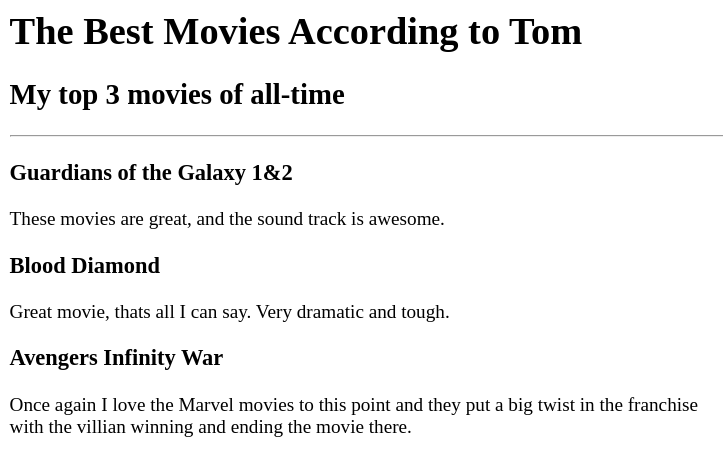 The Best Movies According to Tom
My top 3 movies of all-time
Guardians of the Galaxy 1&2
These movies are great, and the sound track is awesome.
Blood Diamond
Great movie, thats all I can say. Very dramatic and tough.
Avengers Infinity War
Once again I love the Marvel movies to this point and they put a big twist in the franchise
with the villian winning and ending the movie there.